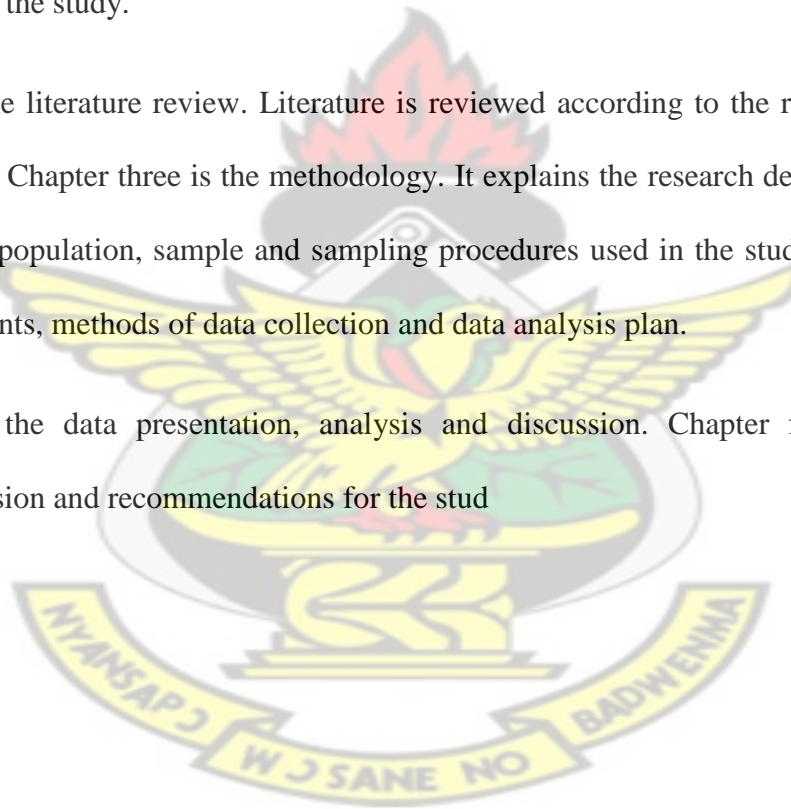 the study.
e literature review. Literature is reviewed according to the r
Chapter three is the methodology. It explains the research de
population, sample and sampling procedures used in the stud
nts, methods of data collection and data analysis plan.
the data presentation, analysis and discussion. Chapter f
sion and recommendations for the stud
NYANSAPƆ WƆSANE NO BADWENMA